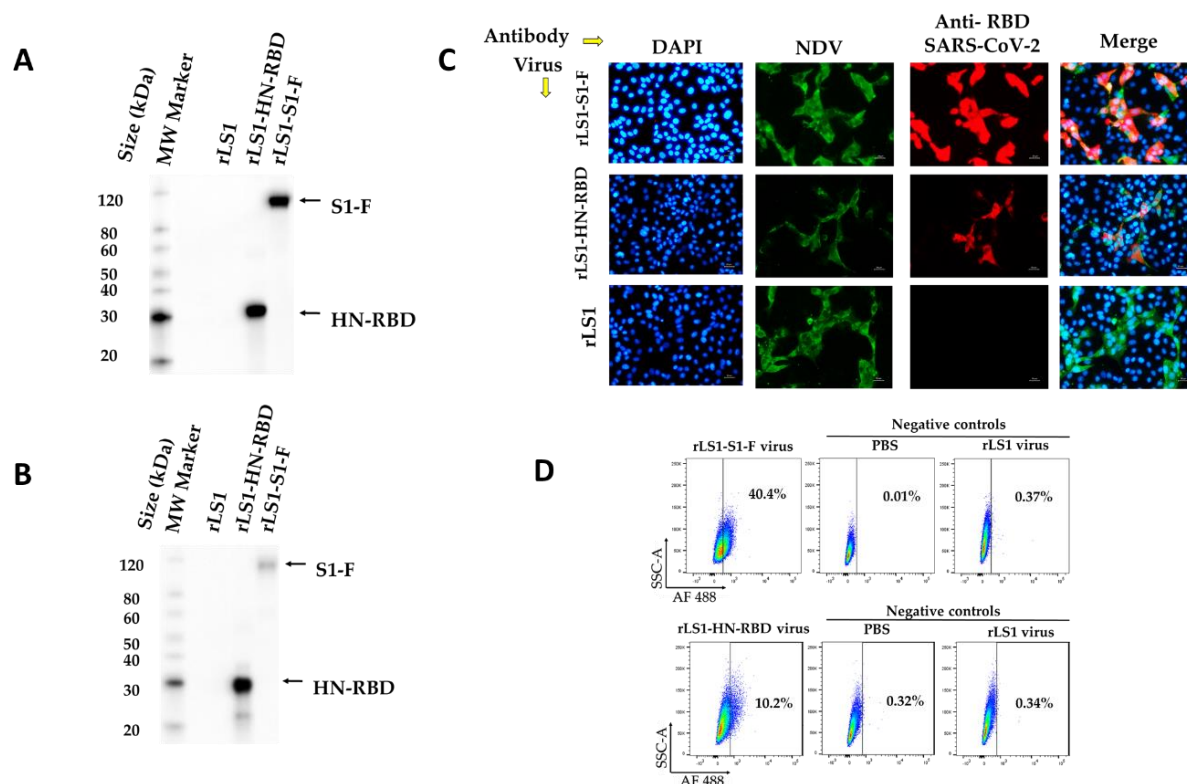 A
Size (kDa)
MW Marker
rLS1
rLS1-HN-RBD
rLS1-S1-F
120
80
60
50
40
30
20
S1-F
HN-RBD
B
Size (kDa)
MW Marker
rLS1
rLS1-HN-RBD
rLS1-S1-F
120
80
60
50
40
30
20
S1-F
HN-RBD
C
Antibody
Virus
DAPI
NDV
Anti- RBD
SARS-CoV-2
Merge
rLS1-S1-F
rLS1-HN-RBD
rLS1
D
Negative controls
rLS1-S1-F virus
PBS
rLS1 virus
40.4%
0.01%
0.37%
SSC-A
AF 488
Negative controls
rLS1-HN-RBD virus
PBS
rLS1 virus
10.2%
0.32%
0.34%
SSC-A
AF 488